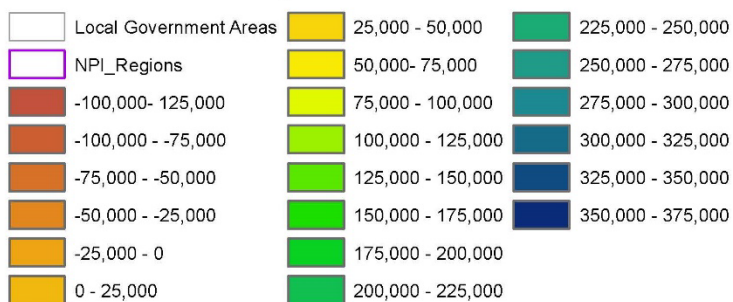 Local Government Areas
NPI_Regions
-100,000- 125,000
-100,000 - -75,000
-75,000 - -50,000
-50,000 - -25,000
-25,000 - 0
0 - 25,000
25,000 - 50,000
50,000- 75,000
75,000 - 100,000
100,000 - 125,000
125,000 - 150,000
150,000 - 175,000
175,000 - 200,000
200,000 - 225,000
225,000 - 250,000
250,000 - 275,000
275,000 - 300,000
300,000 - 325,000
325,000 - 350,000
350,000 - 375,000